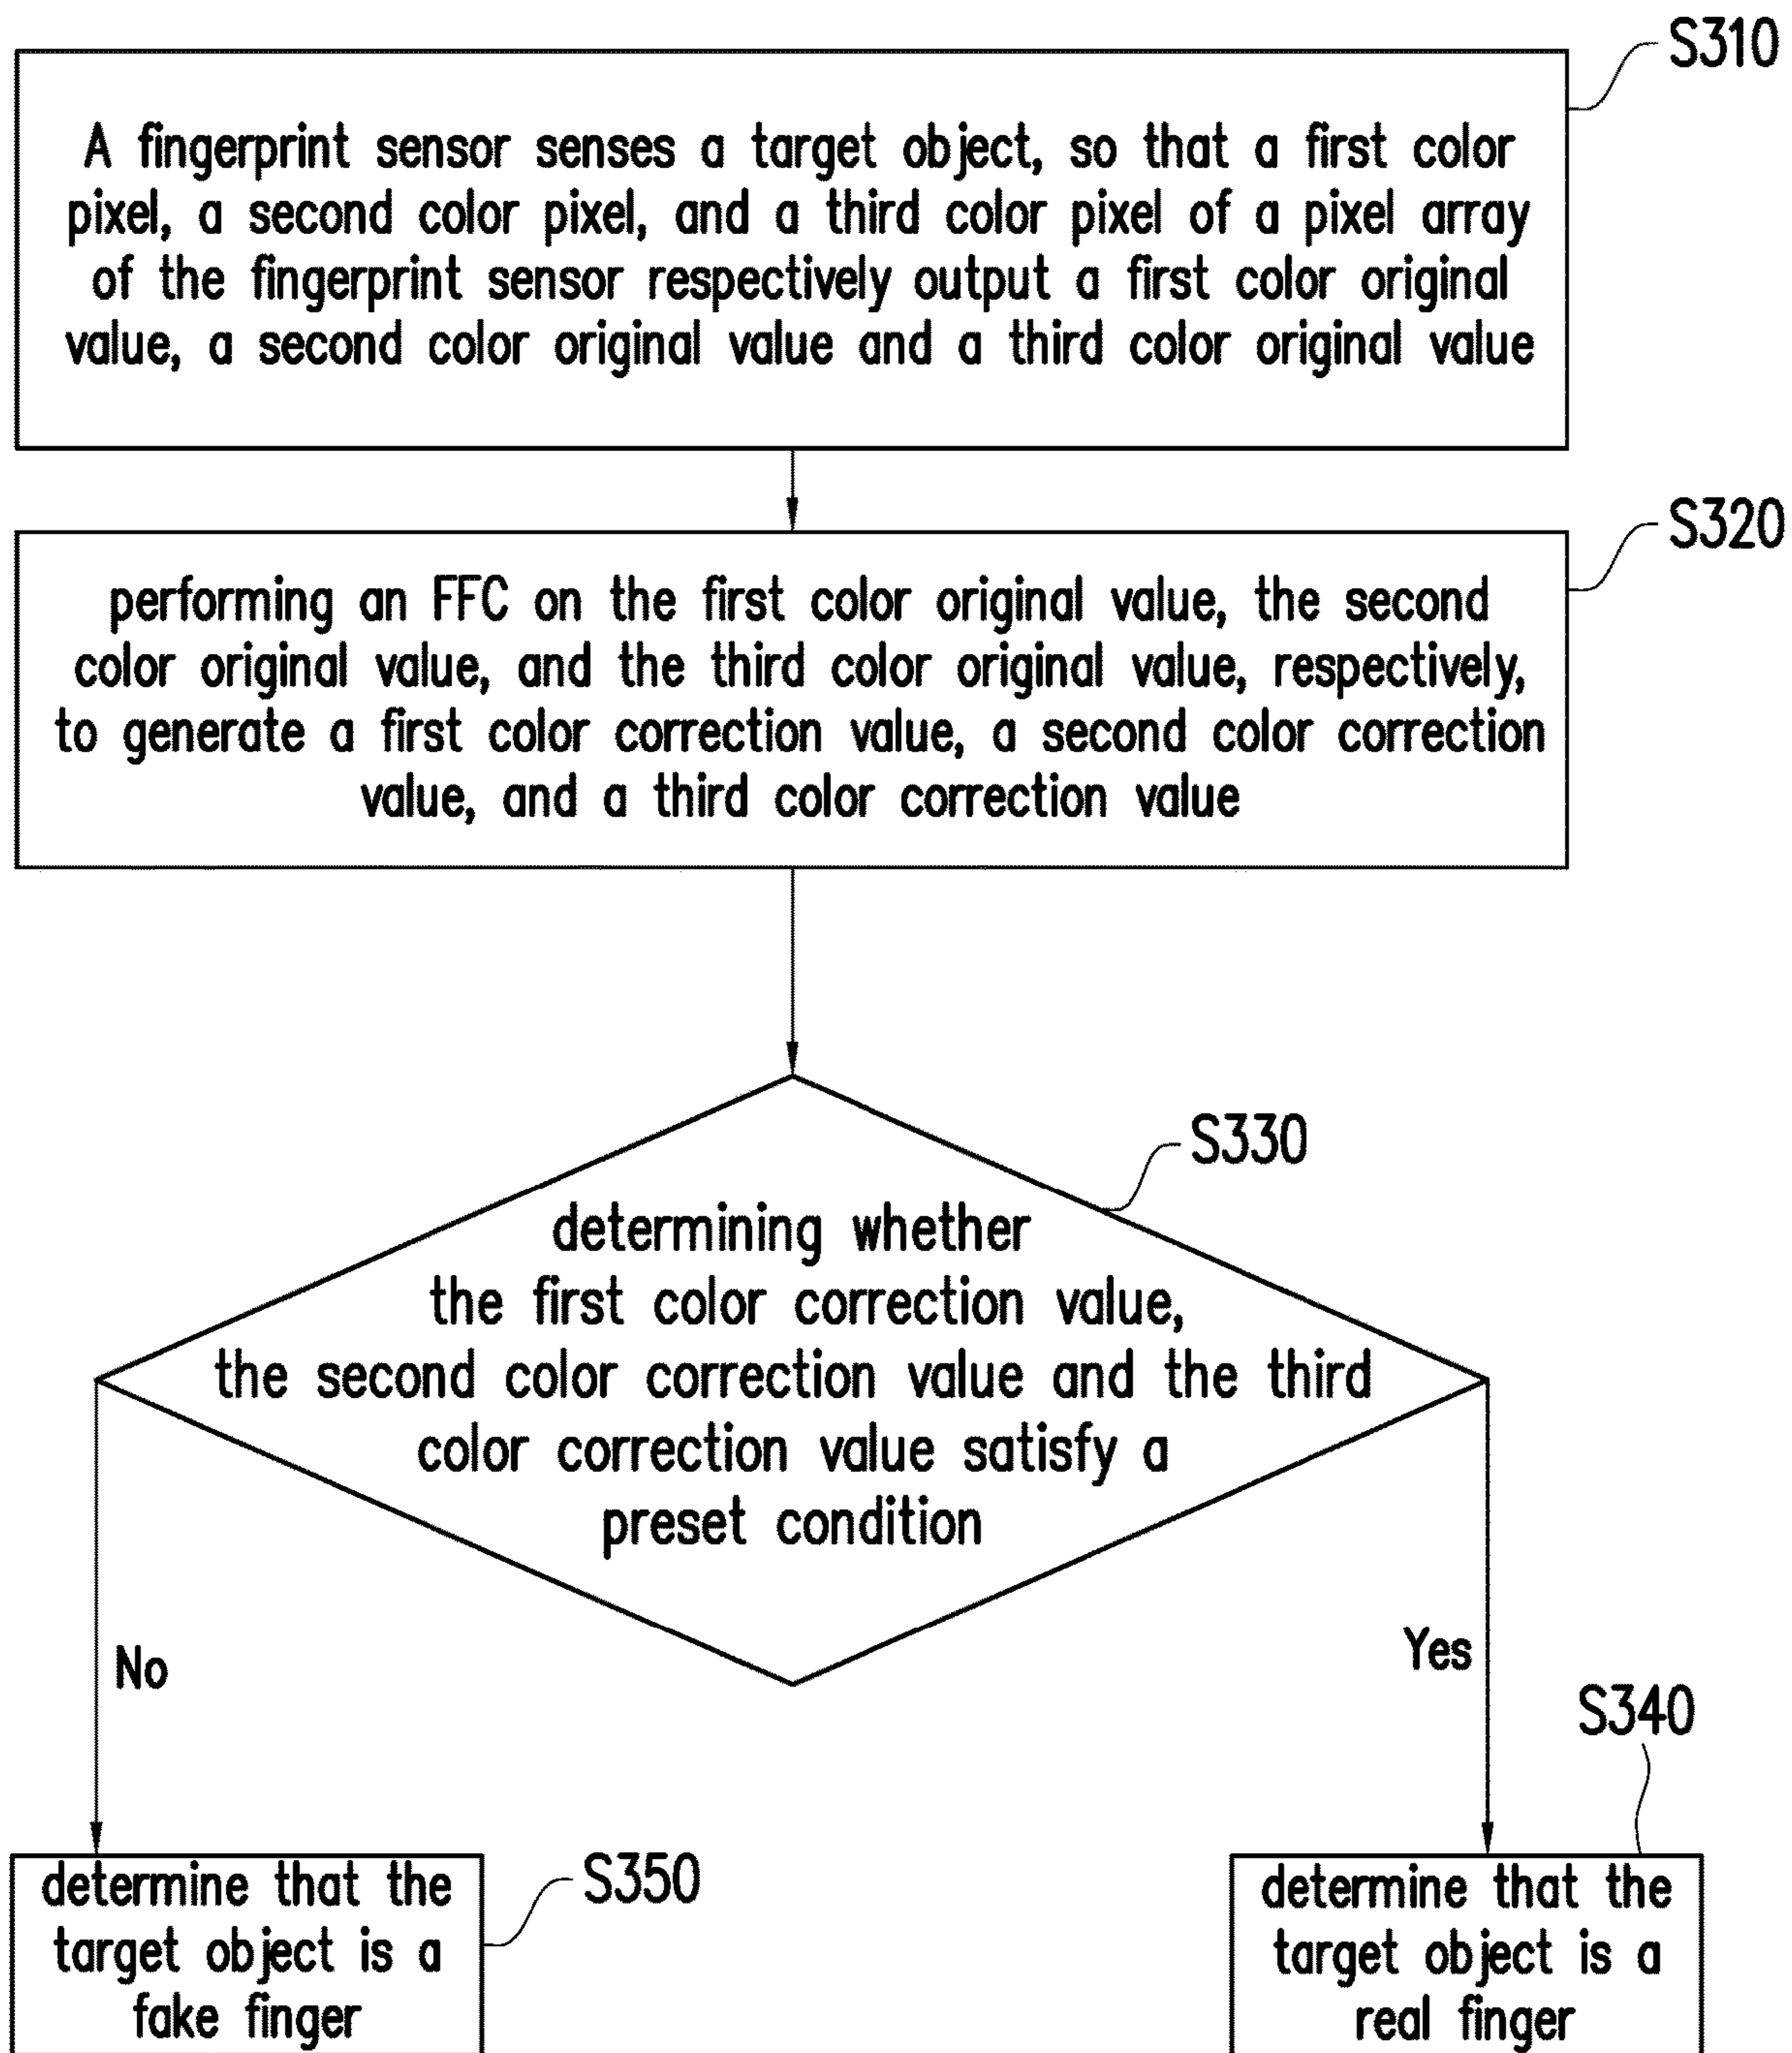 S310
A fingerprint sensor senses a target object, so that a first color
pixel, a second color pixel, and a third color pixel of a pixel array
of the fingerprint sensor respectively output a first color original
value, a second color original value and a third color original value
S320
performing an FFC on the first color original value, the second
color original value, and the third color original value, respectively,
to generate a first color correction value, a second color correction
value, and a third color correction value
S330
determining whether
the first color correction value,
the second color correction value and the third
color correction value satisfy a
preset condition
No
Yes
S340
S350
determine that the
target object is a
fake finger
determine that the
target object is a
real finger